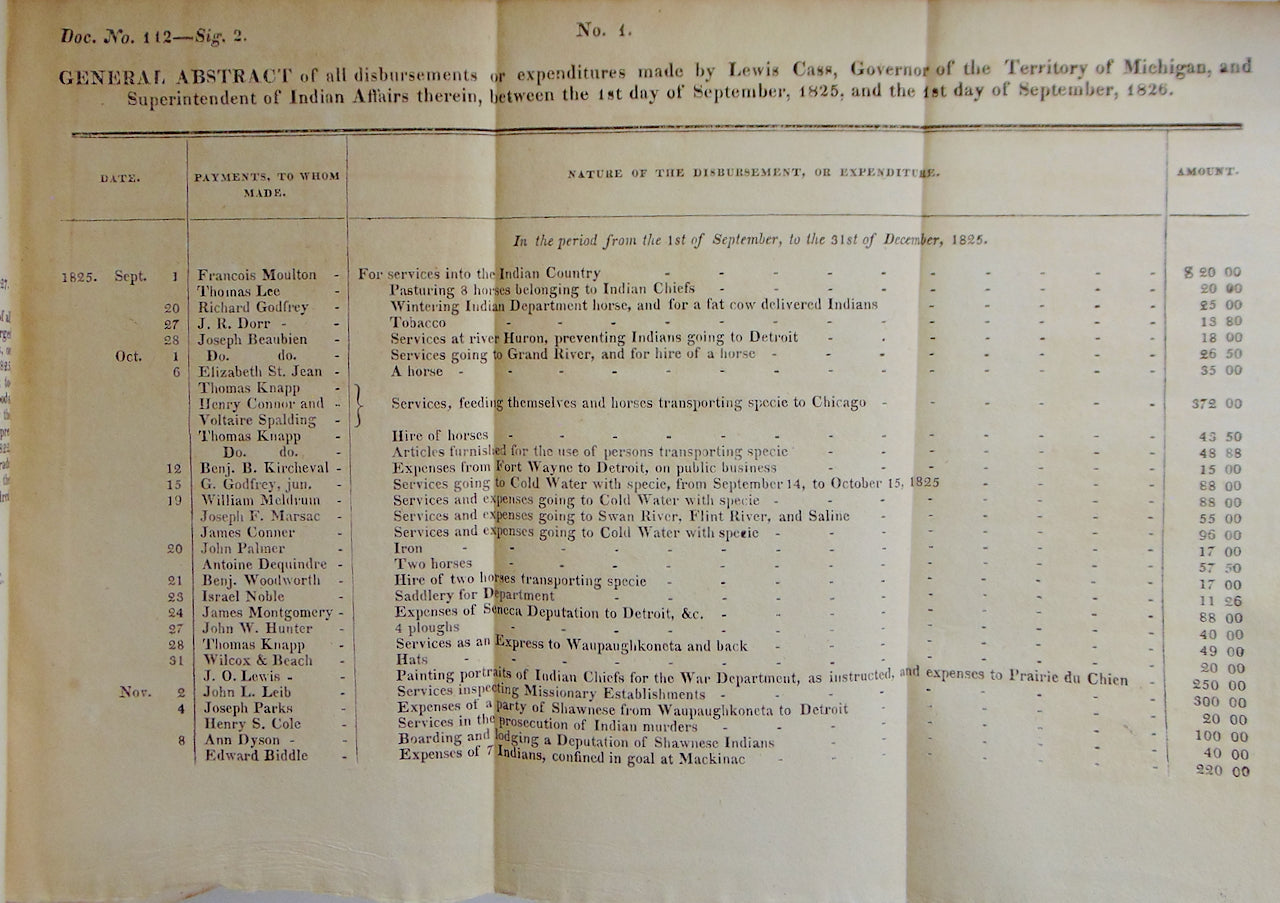 Doc. No. 112—Sig. 2.
No. 1.
GENERAL ABSTRACT of all disbursements or expenditures made by Lewis Cass, Governor of the Territory of Michigan, and
Superintendent of Indian Affairs therein, between the 1st day of September, 1825, and the 1st day of September, 1826.
DATE. PAYMENTS, TO WHOM MADE. NATURE OF THE DISBURSEMENT, OR EXPENDITURE. AMOUNT.
In the period from the 1st of September, to the 31st of December, 1825.
1825. Sept. 1 Francois Moulton - For services into the Indian Country - $ 20 00
Thomas Lee - Pasturing 3 horses belonging to Indian Chiefs - 20 00
20 Richard Godfrey - Wintering Indian Department horse, and for a fat cow delivered Indians - 25 00
27 J. R. Dorr - Tobacco - 13 80
28 Joseph Beaubien - Services at river Huron, preventing Indians going to Detroit - 18 00
Oct. 1 Do. do. - Services going to Grand River, and for hire of a horse - 26 50
6 Elizabeth St. Jean - A horse - 35 00
Thomas Knapp -
Henry Connor and - } Services, feeding themselves and horses transporting specie to Chicago - 372 00
Voltaire Spalding -
Thomas Knapp - Hire of horses - 43 50
Do. do. - Articles furnished for the use of persons transporting specie - 48 88
12 Benj. B. Kircheval - Expenses from Fort Wayne to Detroit, on public business - 15 00
15 G. Godfrey, jun. - Services going to Cold Water with specie, from September 14, to October 15, 1825 - 88 00
19 William Meldrum - Services and expenses going to Cold Water with specie - 88 00
Joseph F. Marsac - Services and expenses going to Swan River, Flint River, and Saline - 55 00
James Conner - Services and expenses going to Cold Water with specie - 96 00
20 John Palmer - Iron - 17 00
Antoine Dequindre - Two horses - 57 50
21 Benj. Woodworth - Hire of two horses transporting specie - 17 00
23 Israel Noble - Saddlery for Department - 11 26
24 James Montgomery - Expenses of Seneca Deputation to Detroit, &c. - 88 00
27 John W. Hunter - 4 ploughs - 40 00
28 Thomas Knapp - Services as an Express to Waupaughkoneta and back - 49 00
31 Wilcox & Beach - Hats - 20 00
J. O. Lewis - Painting portraits of Indian Chiefs for the War Department, as instructed, and expenses to Prairie du Chien - 250 00
Nov. 2 John L. Leib - Services inspecting Missionary Establishments - 300 00
4 Joseph Parks - Expenses of a party of Shawnese from Waupaughkoneta to Detroit - 20 00
Henry S. Cole - Services in the prosecution of Indian murders - 100 00
8 Ann Dyson - Boarding and lodging a Deputation of Shawnese Indians - 40 00
Edward Biddle - Expenses of 7 Indians, confined in goal at Mackinac - 220 00